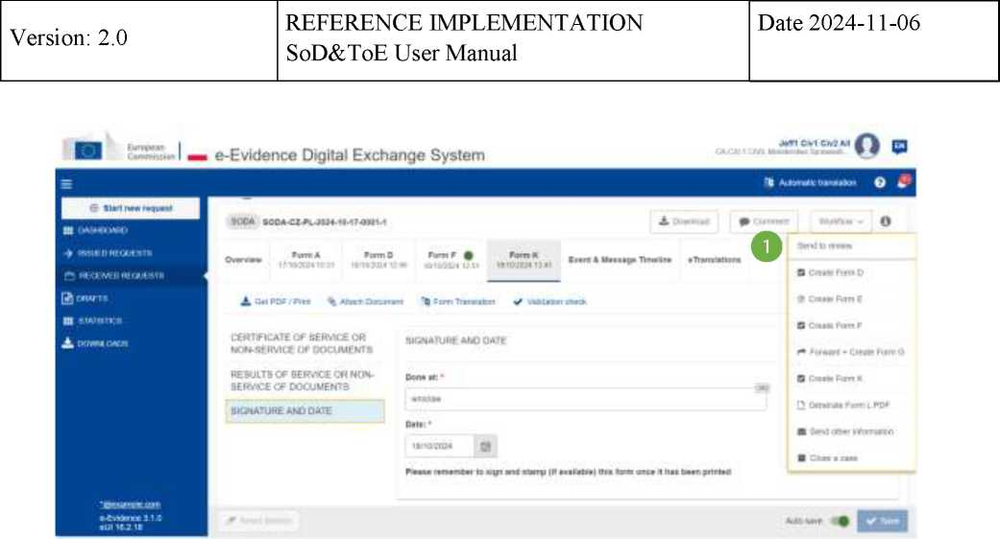 Version: 2.0
REFERENCE IMPLEMENTATION
SoD&ToE User Manual
Date 2024-11-06
European
Commission
e-Evidence Digital Exchange System
Jeff1 Civ1 Civ2 All
EN
Automatic translation
Start new request
DASHBOARD
ISSUED REQUESTS
RECEIVED REQUESTS
DRAFTS
STATISTICS
DOWNLOADS
SODA SODA-CZ-PL-2024-10-17-0001-1
Download
Comment
Workflow
1
Overview
Form A
17/10/2024
Form D
18/10/2024
Form F
18/10/2024 12:51
Form K
18/10/2024 13:41
Event & Message Timeline
eTranslations
Get PDF / Print
Attach Document
Form Translation
Validation check
CERTIFICATE OF SERVICE OR
NON-SERVICE OF DOCUMENTS
RESULTS OF SERVICE OR NON-
SERVICE OF DOCUMENTS
SIGNATURE AND DATE
SIGNATURE AND DATE
Done at: *
wroclaw
Date: *
18/10/2024
Please remember to sign and stamp (if available) this form once it has been printed
Send to review
Create Form D
Create Form E
Create Form F
Forward + Create Form G
Create Form K
Generate Form L PDF
Send other information
Close a case
*@example.com
e-Evidence 3.1.0
eUI 16.2.18
Reset Section
Auto save
Save